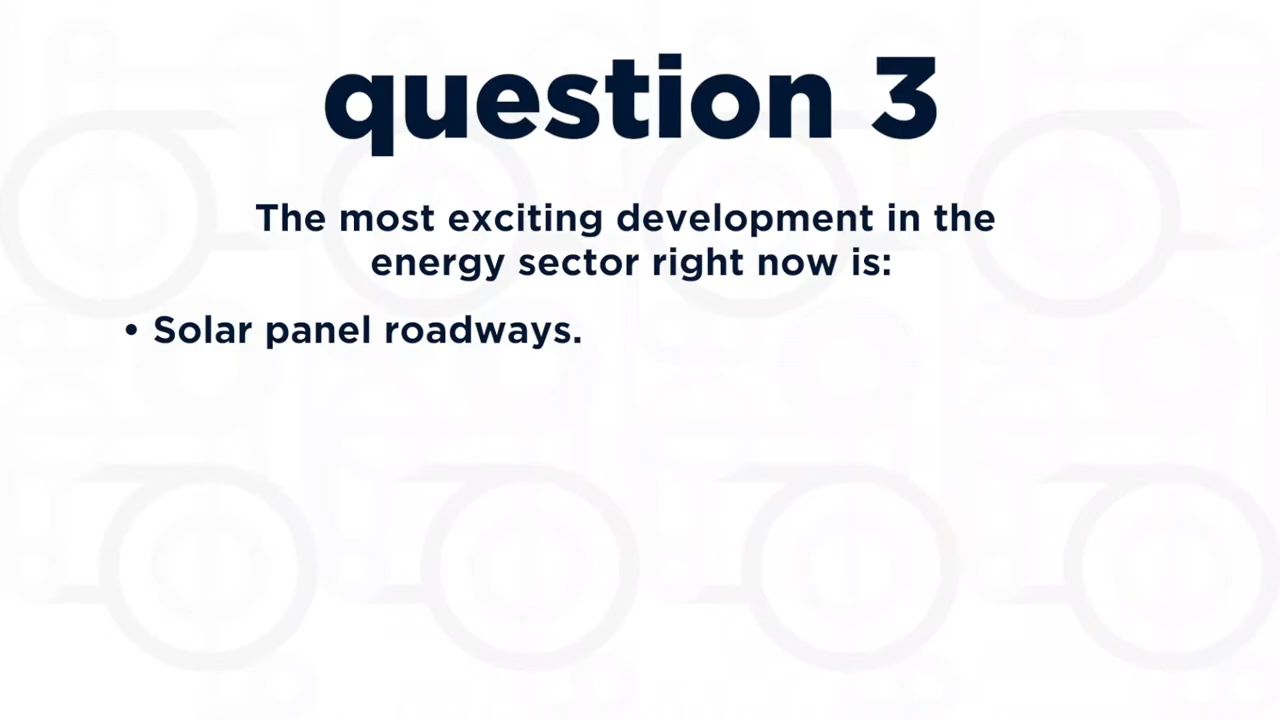 question 3
The most exciting development in the
energy sector right now is:
• Solar panel roadways.